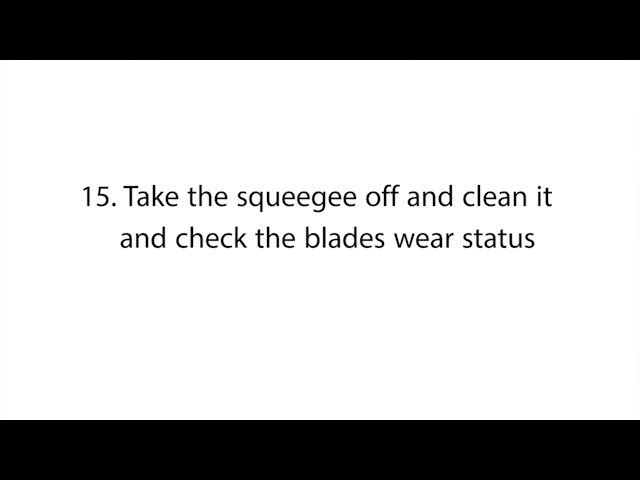 15. Take the squeegee off and clean it
and check the blades wear status